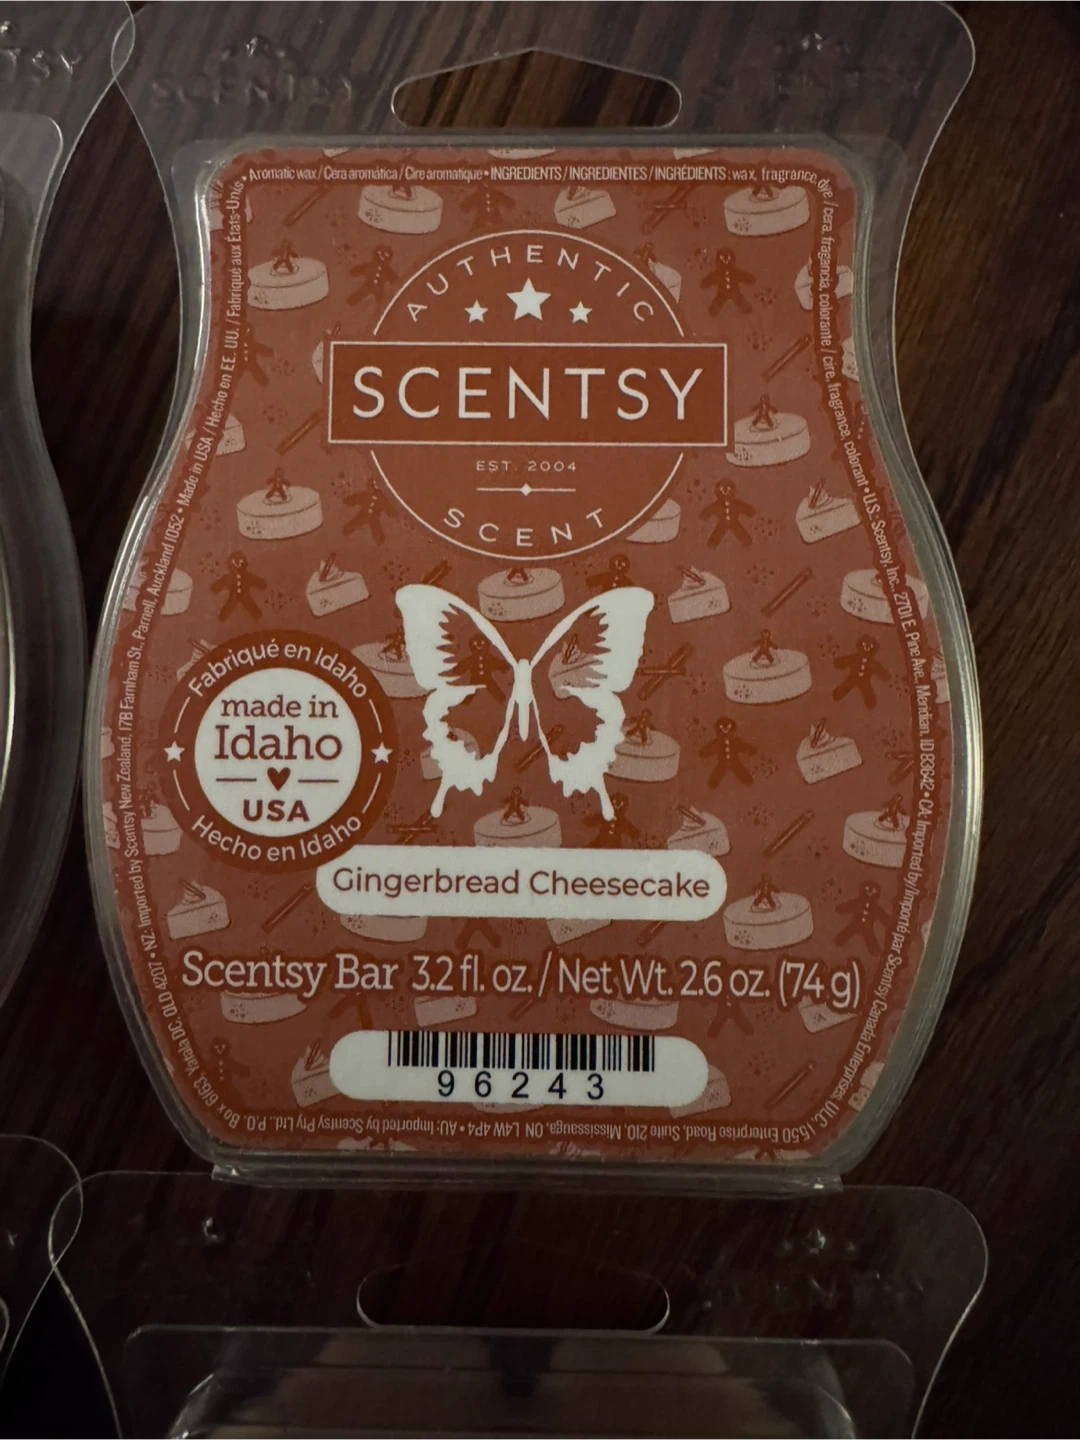 SCENTSY
Aromatic wax / Cera aromática / Cire aromatique • INGREDIENTS / INGREDIENTES / INGRÉDIENTS : wax, fragrance, dye / cera, fragancia, colorante / cire, fragrance, colorant • U.S.: Scentsy, Inc., 2701 E. Pine Ave., Meridian, ID 83642 • CA: Imported by/Importé par Scentsy Canada Enterprises, ULC, 1550 Enterprise Road, Suite 210, Mississauga, ON L4W 4P4 • AU: Imported by Scentsy Pty Ltd., P.O. Box 6163, Yatala DC, QLD 4207 • NZ: Imported by Scentsy New Zealand, 17B Farnham St., Parnell, Auckland 1052 • Made in USA / Hecho en EE. UU. / Fabriqué aux États-Unis •
AUTHENTIC
SCENTSY
EST. 2004
SCENT
Fabriqué en Idaho
made in
Idaho
USA
Hecho en Idaho
Gingerbread Cheesecake
Scentsy Bar 3.2 fl. oz. / Net Wt. 2.6 oz. (74 g)
96243